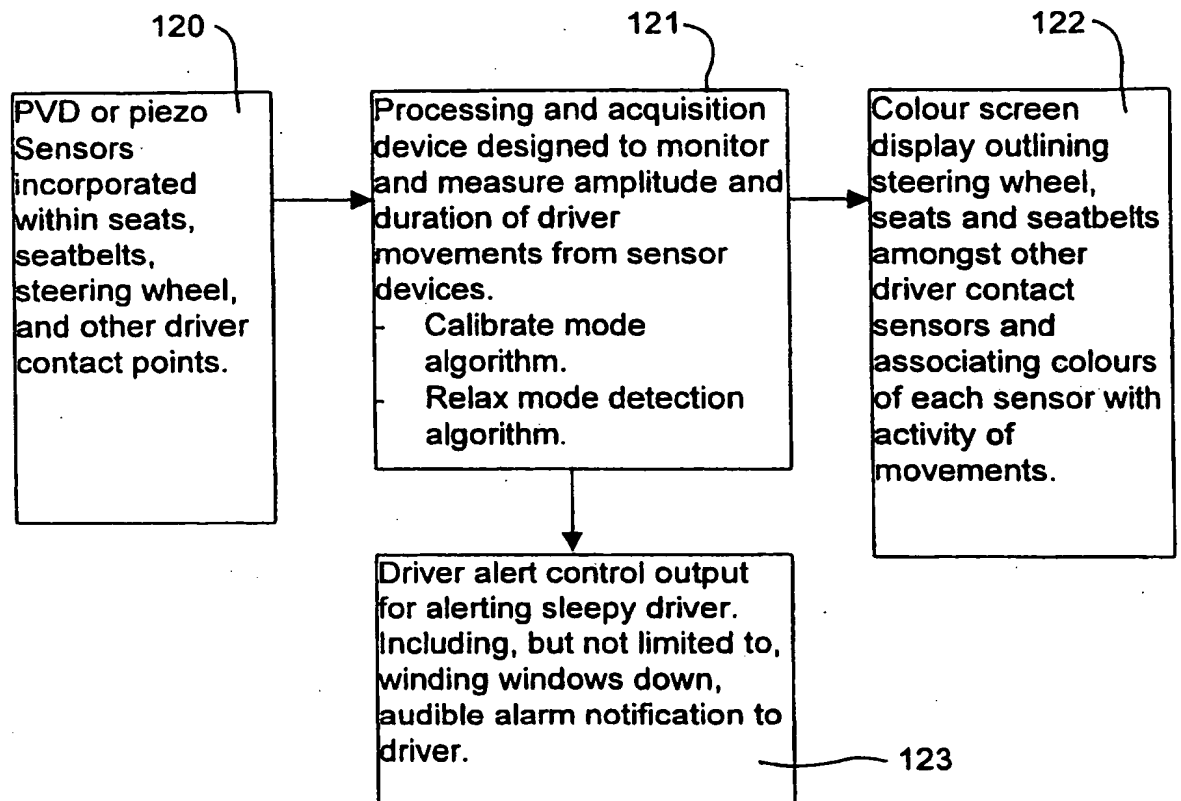 120
121
122
PVD or piezo
Sensors
incorporated
within seats,
seatbelts,
steering wheel,
and other driver
contact points.
Processing and acquisition
device designed to monitor
and measure amplitude and
duration of driver
movements from sensor
devices.
- Calibrate mode
algorithm.
- Relax mode detection
algorithm.
Colour screen
display outlining
steering wheel,
seats and seatbelts
amongst other
driver contact
sensors and
associating colours
of each sensor with
activity of
movements.
Driver alert control output
for alerting sleepy driver.
Including, but not limited to,
winding windows down,
audible alarm notification to
driver.
123